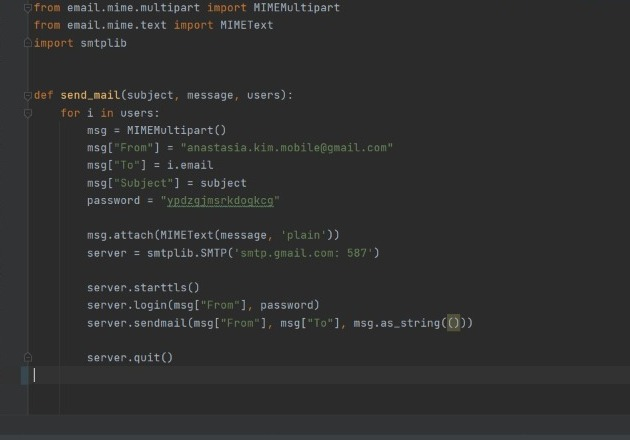 from email.mime.multipart import MIMEMultipart
from email.mime.text import MIMEText
import smtplib
def send_mail(subject, message, users):
for i in users:
msg = MIMEMultipart()
msg["From"] = "anastasia.kim.mobile@gmail.com"
msg["To"] = i.email
msg["Subject"] = subject
password = "ypdzgjmsrkdogkcg"
msg.attach(MIMEText(message, 'plain'))
server = smtplib.SMTP('smtp.gmail.com: 587')
server.starttls()
server.login(msg["From"], password)
server.sendmail(msg["From"], msg["To"], msg.as_string(()))
server.quit()